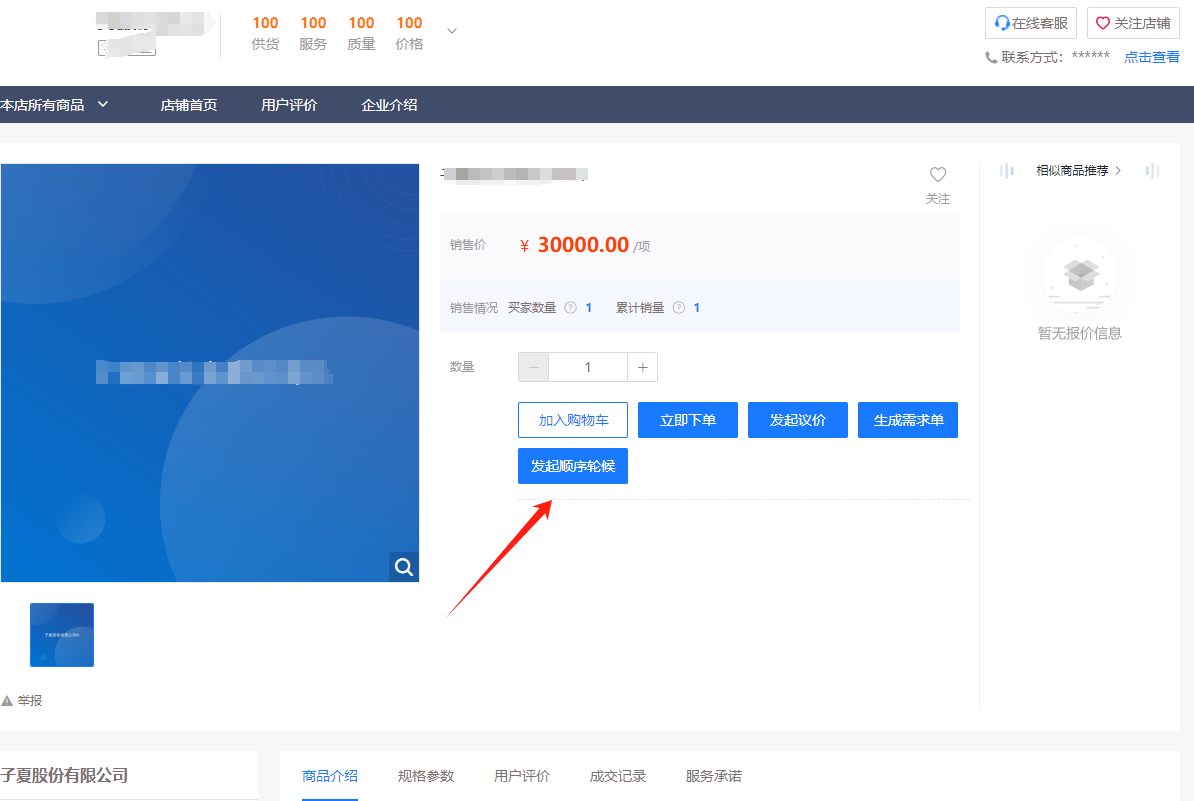 100 100 100 100
供货 服务 质量 价格
在线客服 关注店铺
联系方式：****** 点击查看
本店所有商品 店铺首页 用户评价 企业介绍
关注
相似商品推荐
销售价 ¥ 30000.00 /项
销售情况 买家数量 ? 1 累计销量 ? 1
暂无报价信息
数量 − 1 +
加入购物车 立即下单 发起议价 生成需求单
发起顺序轮候
举报
子夏股份有限公司
商品介绍 规格参数 用户评价 成交记录 服务承诺